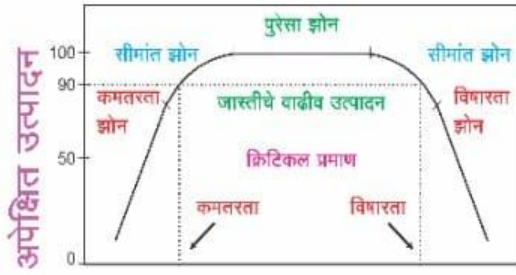 पुरेसा झोन
सीमांत झोन
सीमांत झोन
100
90
कमतरता
झोन
जास्तीचे वाढीव उत्पादन
विषारता
झोन
50
क्रिटिकल प्रमाण
कमतरता
विषारता
0
अपेक्षित उत्पादन